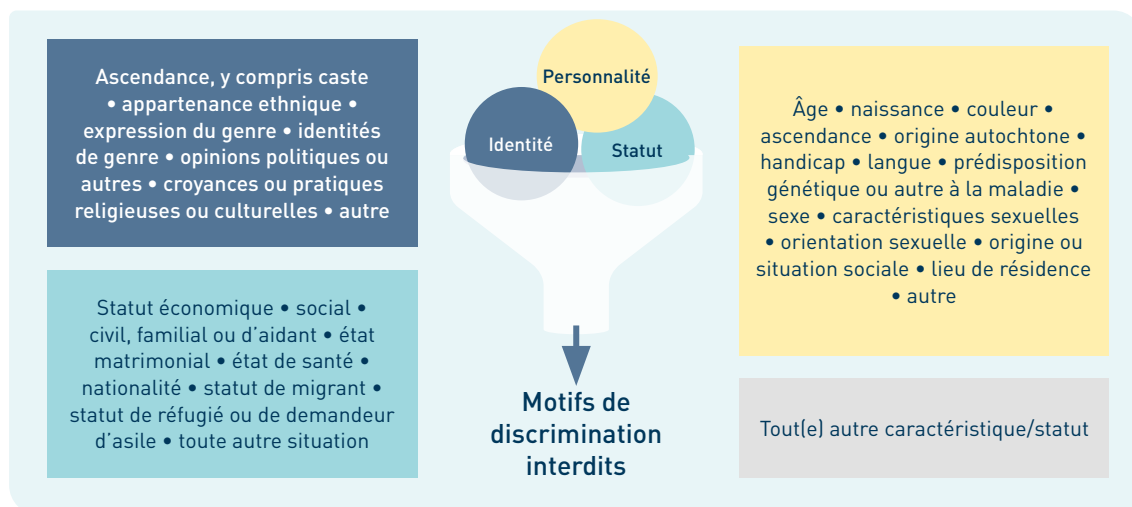 Ascendance, y compris caste
• appartenance ethnique •
expression du genre • identités
de genre • opinions politiques ou
autres • croyances ou pratiques
religieuses ou culturelles • autre
Statut économique • social •
civil, familial ou d'aidant • état
matrimonial • état de santé •
nationalité • statut de migrant •
statut de réfugié ou de demandeur
d'asile • toute autre situation
Personnalité
Identité
Statut
Motifs de
discrimination
interdits
Âge • naissance • couleur •
ascendance • origine autochtone •
handicap • langue • prédisposition
génétique ou autre à la maladie •
sexe • caractéristiques sexuelles
• orientation sexuelle • origine ou
situation sociale • lieu de résidence
• autre
Tout(e) autre caractéristique/statut